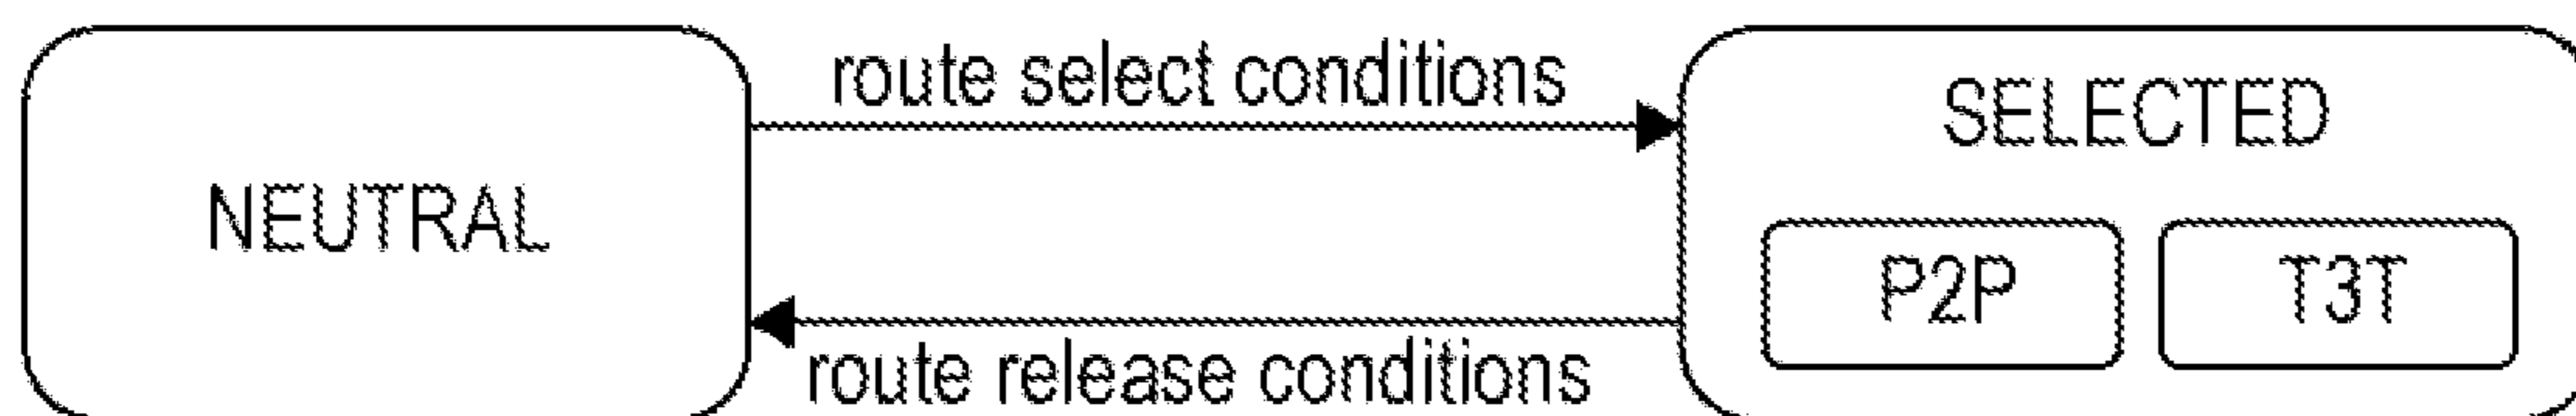 route select conditions
SELECTED
NEUTRAL
P2P
T3T
route release conditions